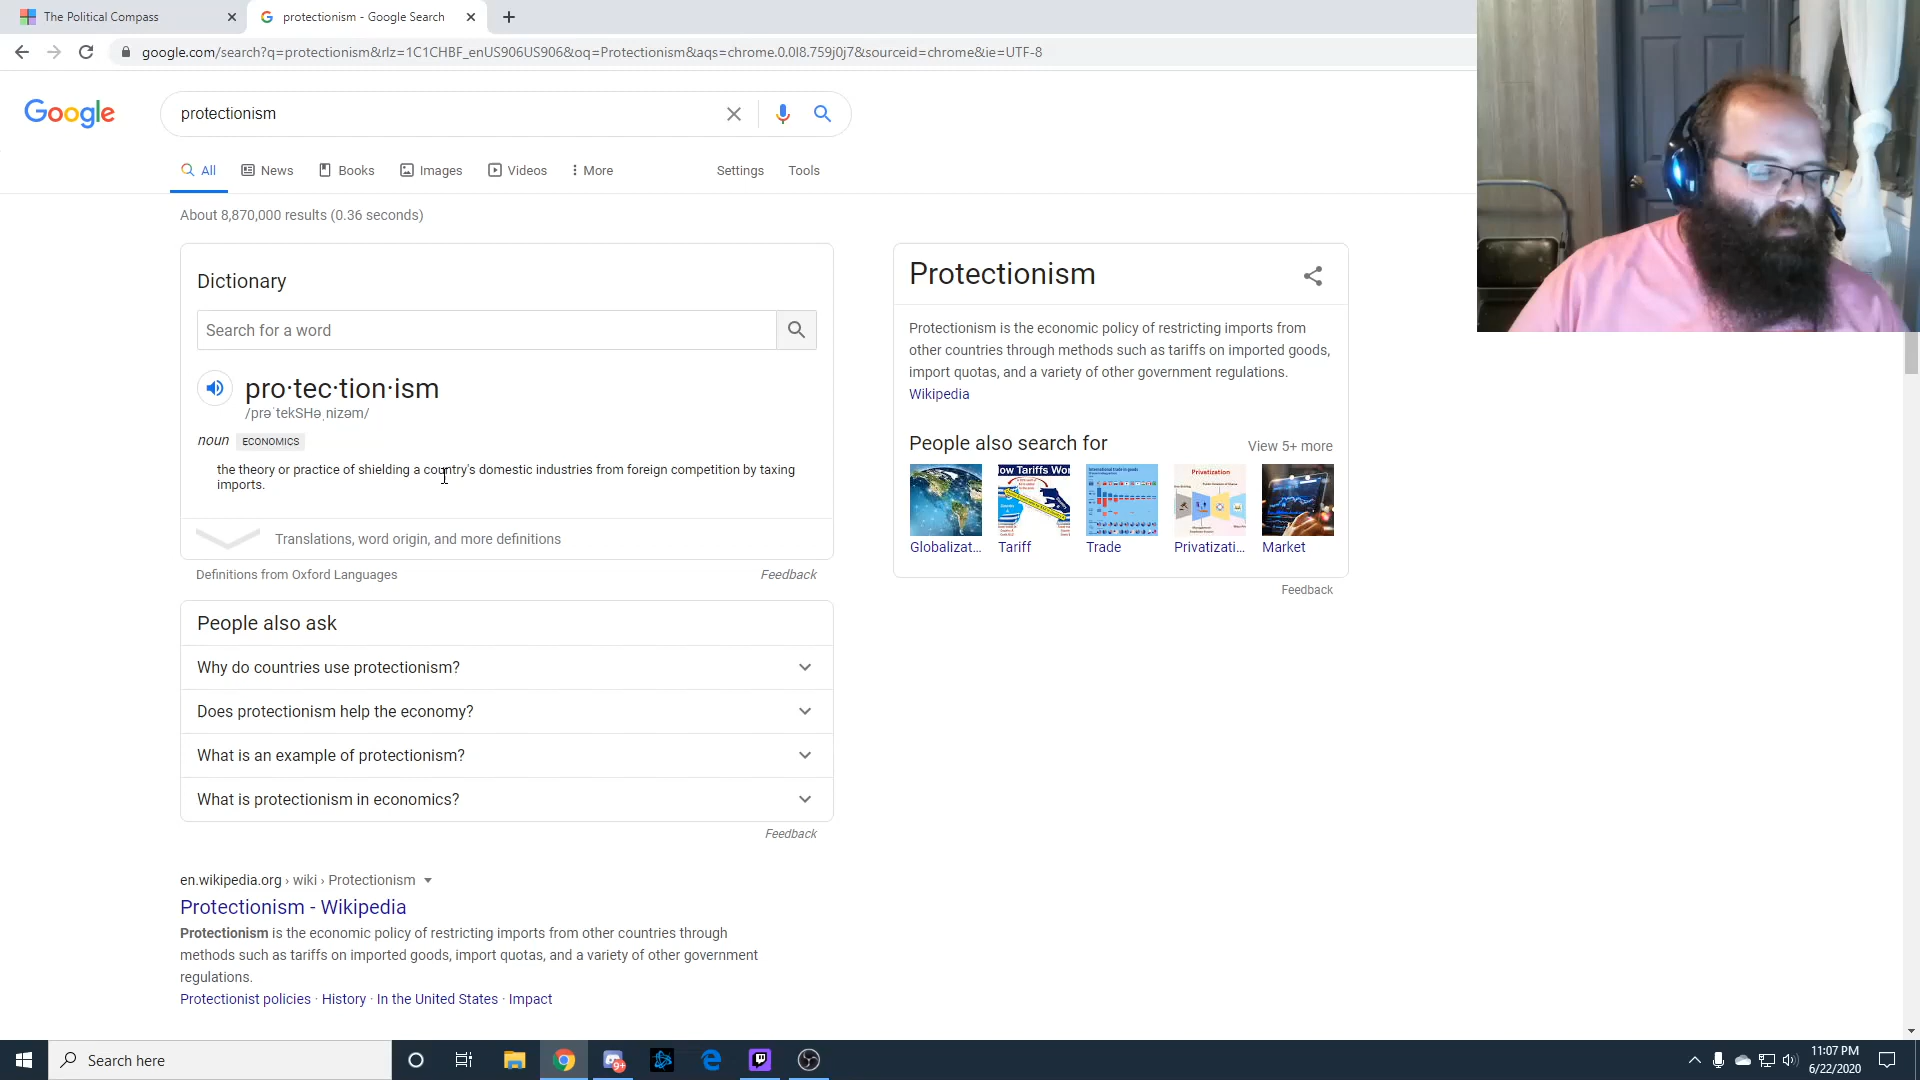 The Political Compass
protectionism - Google Search
google.com/search?q=protectionism&rlz=1C1CHBF_enUS906US906&oq=Protectionism&aqs=chrome.0.0l8.759j0j7&sourceid=chrome&ie=UTF-8
Google
protectionism
All
News
Books
Images
Videos
More
Settings
Tools
About 8,870,000 results (0.36 seconds)
Dictionary
Search for a word
pro·tec·tion·ism
/prəˈtekSHəˌnizəm/
noun ECONOMICS
the theory or practice of shielding a country's domestic industries from foreign competition by taxing
imports.
Translations, word origin, and more definitions
Definitions from Oxford Languages
Feedback
People also ask
Why do countries use protectionism?
Does protectionism help the economy?
What is an example of protectionism?
What is protectionism in economics?
Feedback
en.wikipedia.org › wiki › Protectionism
Protectionism - Wikipedia
Protectionism is the economic policy of restricting imports from other countries through
methods such as tariffs on imported goods, import quotas, and a variety of other government
regulations.
Protectionist policies · History · In the United States · Impact
Protectionism
Protectionism is the economic policy of restricting imports from
other countries through methods such as tariffs on imported goods,
import quotas, and a variety of other government regulations.
Wikipedia
People also search for
View 5+ more
Globalizat...
Tariff
Trade
Privatizati...
Market
Feedback
Search here
11:07 PM
6/22/2020